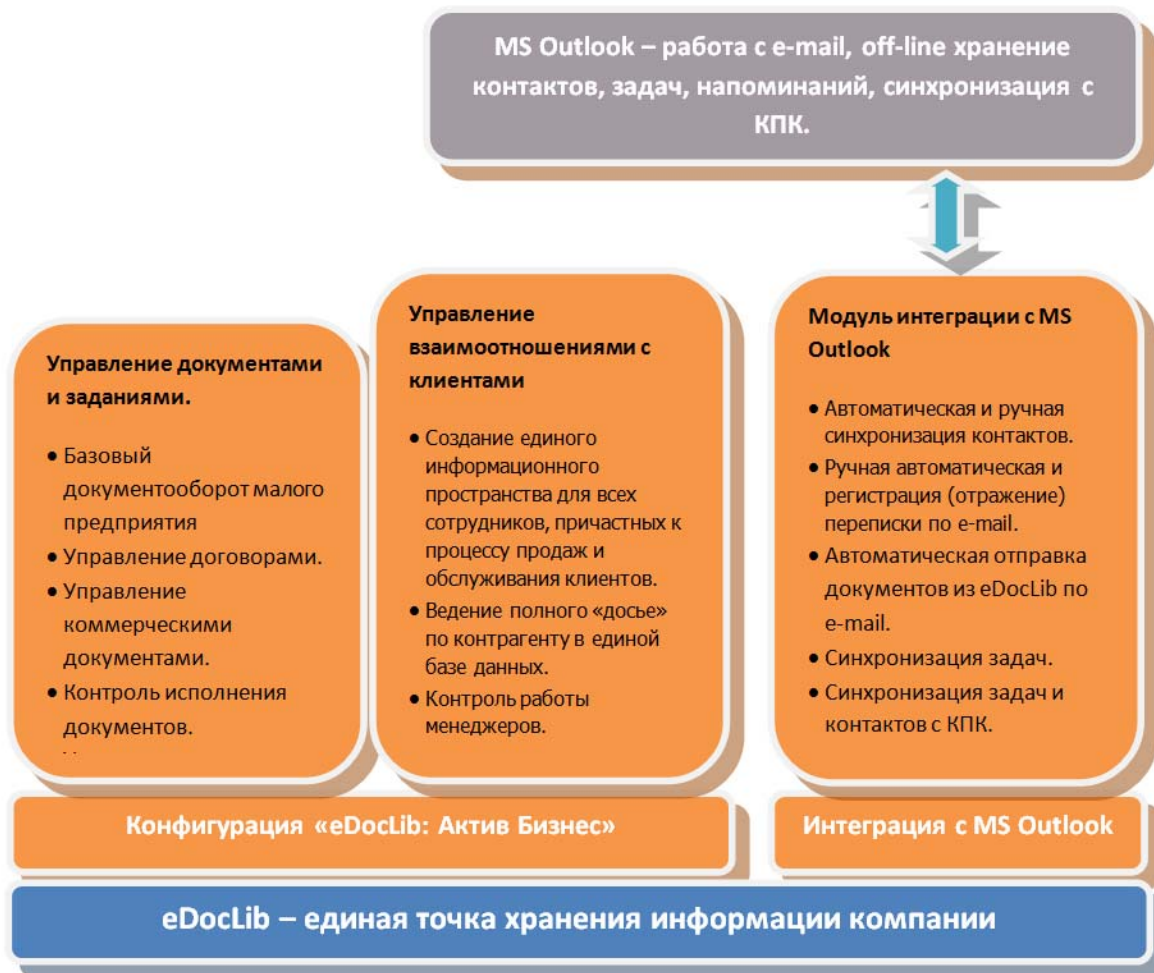 MS Outlook – работа с e-mail, off-line хранение
контактов, задач, напоминаний, синхронизация с
КПК.
Управление документами
и заданиями.
• Базовый
документооборот малого
предприятия
• Управление договорами.
• Управление
коммерческими
документами.
• Контроль исполнения
документов.
Управление
взаимоотношениями с
клиентами
• Создание единого
информационного
пространства для всех
сотрудников, причастных к
процессу продаж и
обслуживания клиентов.
• Ведение полного «досье»
по контрагенту в единой
базе данных.
• Контроль работы
менеджеров.
Модуль интеграции с MS
Outlook
• Автоматическая и ручная
синхронизация контактов.
• Ручная автоматическая и
регистрация (отражение)
переписки по e-mail.
• Автоматическая отправка
документов из eDocLib по
e-mail.
• Синхронизация задач.
• Синхронизация задач и
контактов с КПК.
Конфигурация «eDocLib: Актив Бизнес»
Интеграция с MS Outlook
eDocLib – единая точка хранения информации компании